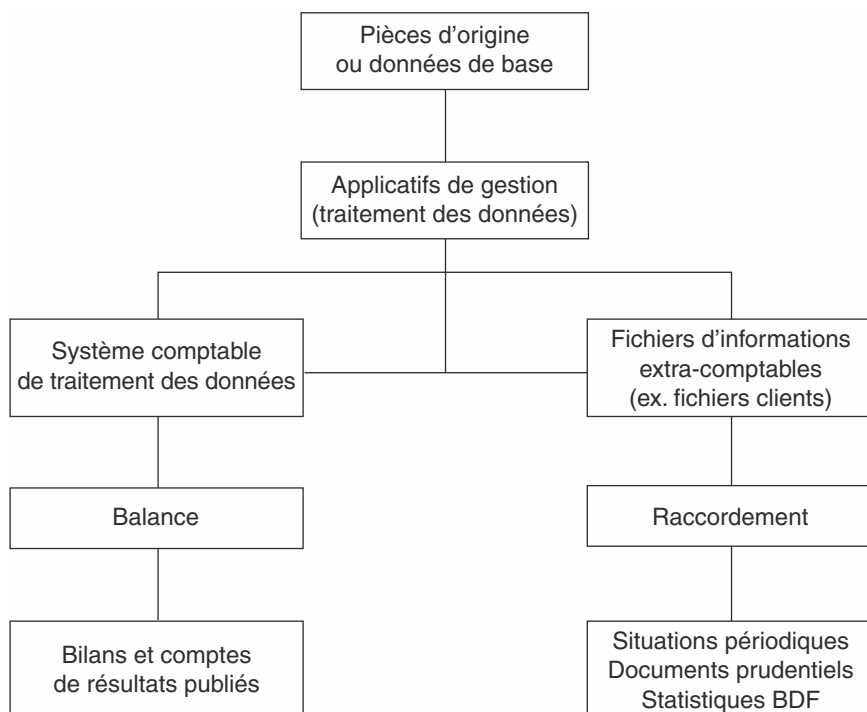 Pièces d'origine
ou données de base
Applicatifs de gestion
(traitement des données)
Système comptable
de traitement des données
Fichiers d'informations
extra-comptables
(ex. fichiers clients)
Balance
Raccordement
Bilans et comptes
de résultats publiés
Situations périodiques
Documents prudentiels
Statistiques BDF